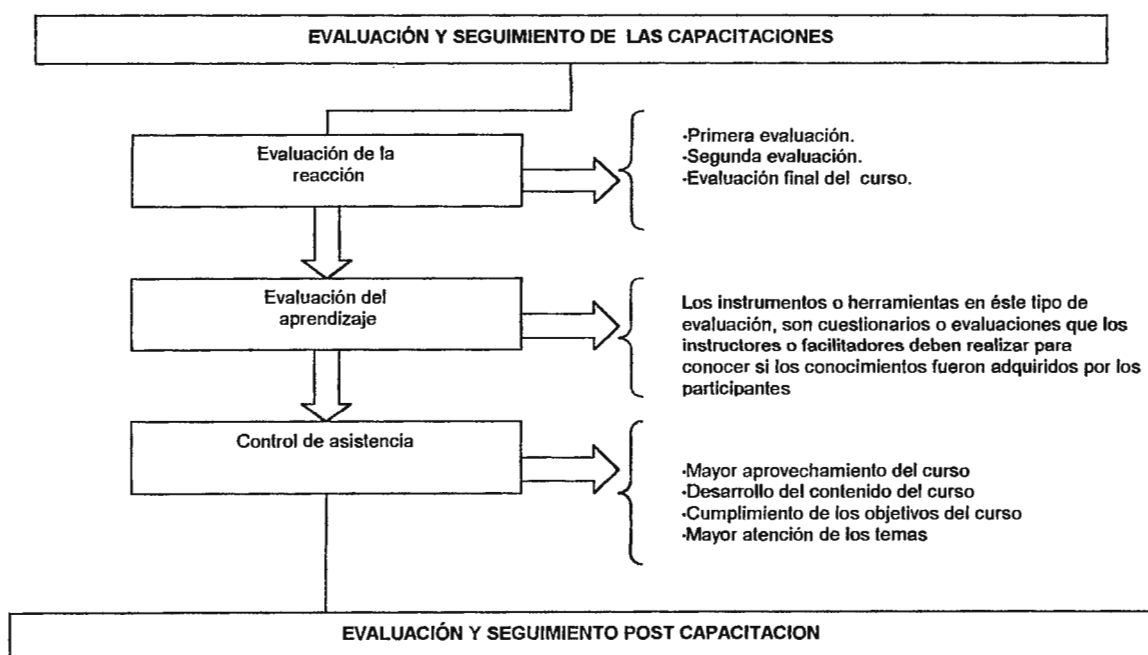 EVALUACIÓN Y SEGUIMIENTO DE LAS CAPACITACIONES
Evaluación de la
reacción
·Primera evaluación.
·Segunda evaluación.
·Evaluación final del curso.
Evaluación del
aprendizaje
Los instrumentos o herramientas en éste tipo de
evaluación, son cuestionarios o evaluaciones que los
instructores o facilitadores deben realizar para
conocer si los conocimientos fueron adquiridos por los
participantes
Control de asistencia
·Mayor aprovechamiento del curso
·Desarrollo del contenido del curso
·Cumplimiento de los objetivos del curso
·Mayor atención de los temas
EVALUACIÓN Y SEGUIMIENTO POST CAPACITACION